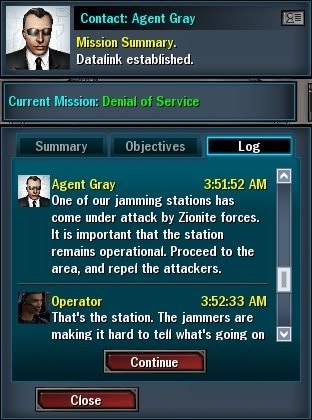 Contact: Agent Gray
Mission Summary.
Datalink established.
Current Mission: Denial of Service
Summary
Objectives
Log
Agent Gray 3:51:52 AM
One of our jamming stations has
come under attack by Zionite forces.
It is important that the station
remains operational. Proceed to the
area, and repel the attackers.
Operator 3:52:33 AM
That's the station. The jammers are
making it hard to tell what's going on
Continue
Close